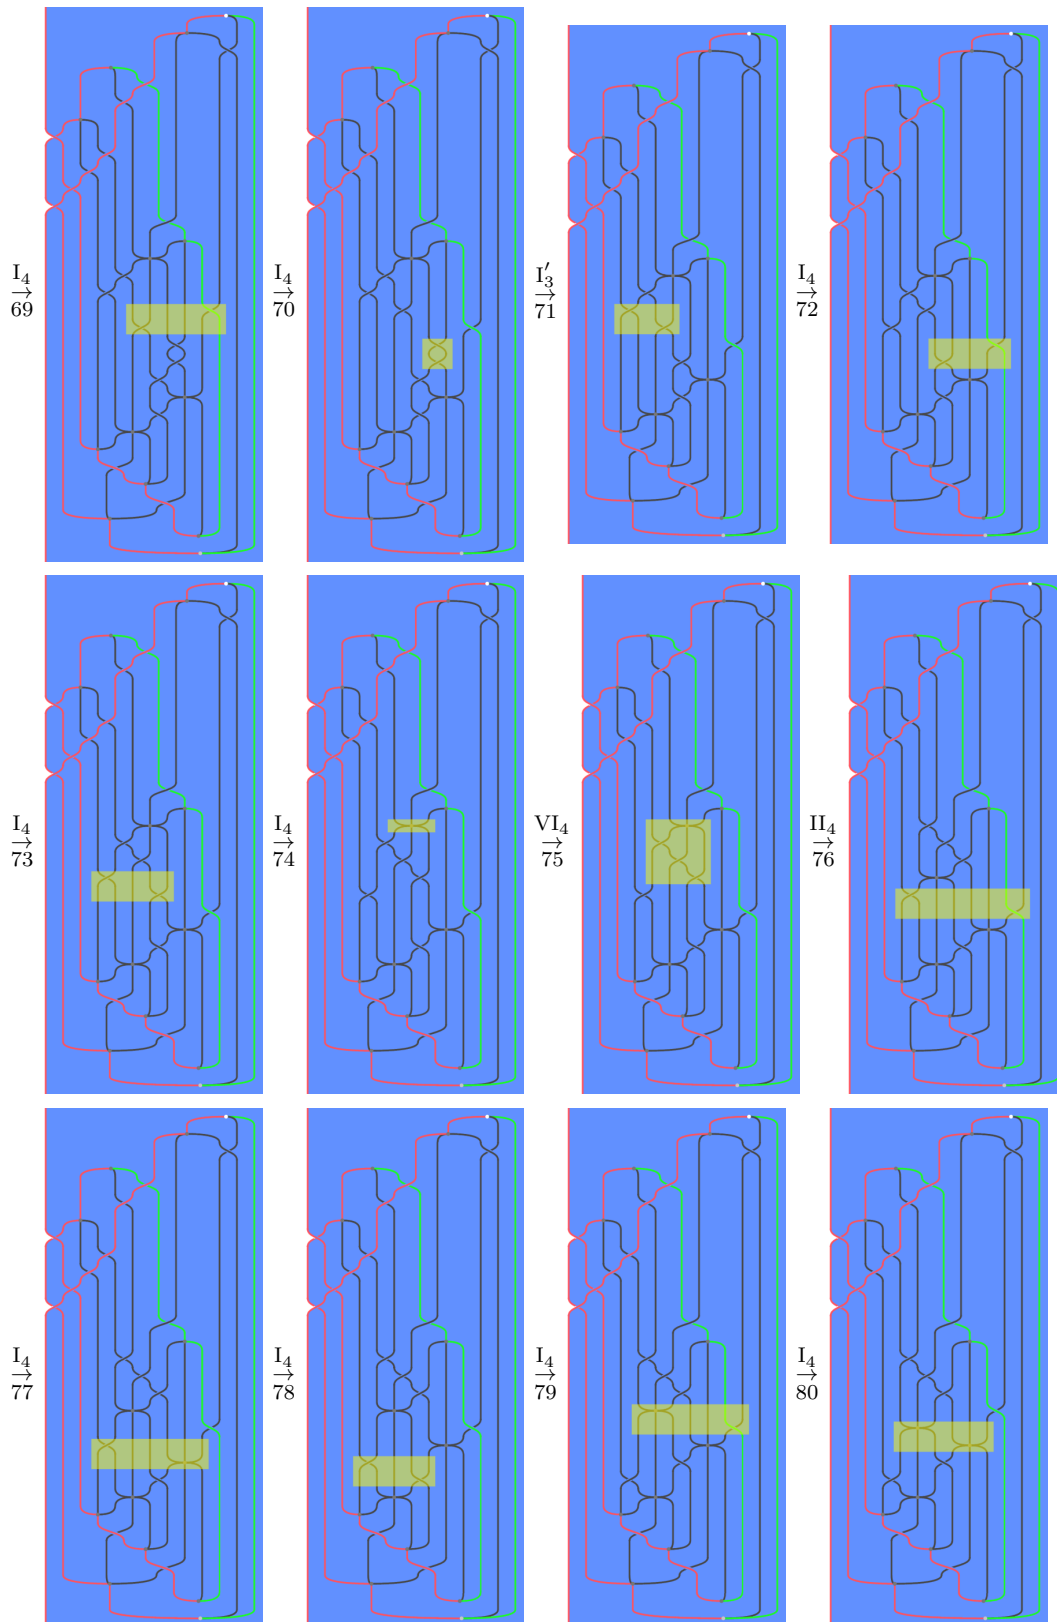 I₄ → 69 I₄ → 70 I′₃ → 71 I₄ → 72
I₄ → 73 I₄ → 74 VI₄ → 75 II₄ → 76
I₄ → 77 I₄ → 78 I₄ → 79 I₄ → 80